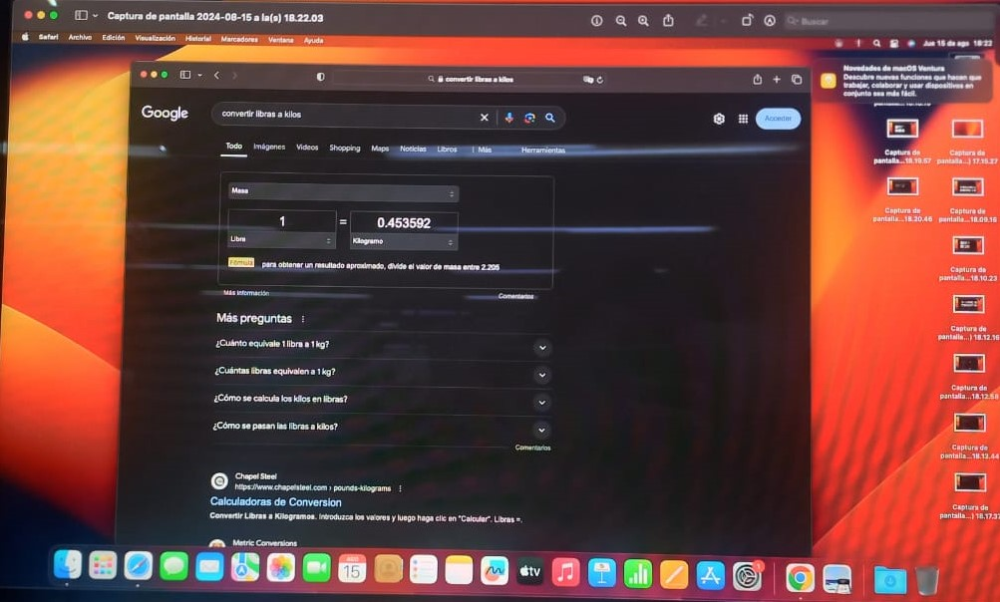 Captura de pantalla 2024-08-15 a la(s) 18.22.03
Buscar
Safari Archivo Edición Visualización Historial Marcadores Ventana Ayuda
Jue 15 de ago 18:22
convertir libras a kilos
Novedades de macOS Ventura
Descubre nuevas funciones que hacen que
trabajar, colaborar y usar dispositivos en
conjunto sea más fácil.
Google
convertir libras a kilos
Acceder
Todo Imágenes Videos Shopping Maps Noticias Libros Más Herramientas
Masa
1 = 0.453592
Libra Kilogramo
Fórmula para obtener un resultado aproximado, divide el valor de masa entre 2.205
Más información Comentarios
Más preguntas
¿Cuánto equivale 1 libra a 1 kg?
¿Cuántas libras equivalen a 1 kg?
¿Cómo se calcula los kilos en libras?
¿Cómo se pasan las libras a kilos?
Comentarios
Chapel Steel
https://www.chapelsteel.com › pounds-kilograms
Calculadoras de Conversion
Convertir Libras a Kilogramos. Introduzca los valores y luego haga clic en "Calcular". Libras =.
Metric Conversions
Captura de
pantalla...18.19.57
Captura de
pantalla...) 17.15.27
Captura de
pantalla...18.20.46
Captura de
pantalla...) 18.09.16
Captura de
pantalla...) 18.10.23
Captura de
pantalla...) 18.12.16
Captura de
pantalla...18.12.58
Captura de
pantalla...18.13.44
Captura de
pantalla...) 18.17.3
AGO
15
tv
1